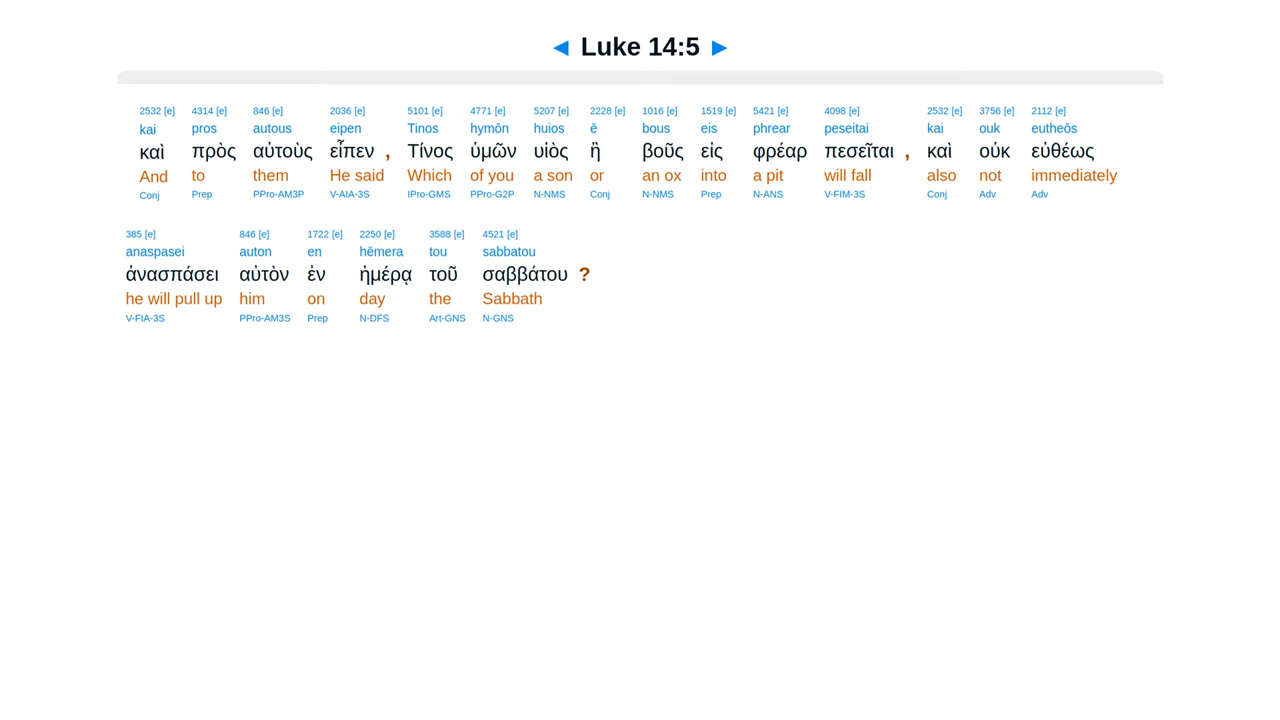 ◄ Luke 14:5 ►
2532 [e] 4314 [e] 846 [e] 2036 [e] 5101 [e] 4771 [e] 5207 [e] 2228 [e] 1016 [e] 1519 [e] 5421 [e] 4098 [e] 2532 [e] 3756 [e] 2112 [e]
kai pros autous eipen Tinos hymōn huios ē bous eis phrear peseitai kai ouk eutheōs
καὶ πρὸς αὐτοὺς εἶπεν , Τίνος ὑμῶν υἱὸς ἢ βοῦς εἰς φρέαρ πεσεῖται , καὶ οὐκ εὐθέως
And to them He said Which of you a son or an ox into a pit will fall also not immediately
Conj Prep PPro-AM3P V-AIA-3S IPro-GMS PPro-G2P N-NMS Conj N-NMS Prep N-ANS V-FIM-3S Conj Adv Adv
385 [e] 846 [e] 1722 [e] 2250 [e] 3588 [e] 4521 [e]
anaspasei auton en hēmera tou sabbatou
ἀνασπάσει αὐτὸν ἐν ἡμέρᾳ τοῦ σαββάτου ?
he will pull up him on day the Sabbath
V-FIA-3S PPro-AM3S Prep N-DFS Art-GNS N-GNS